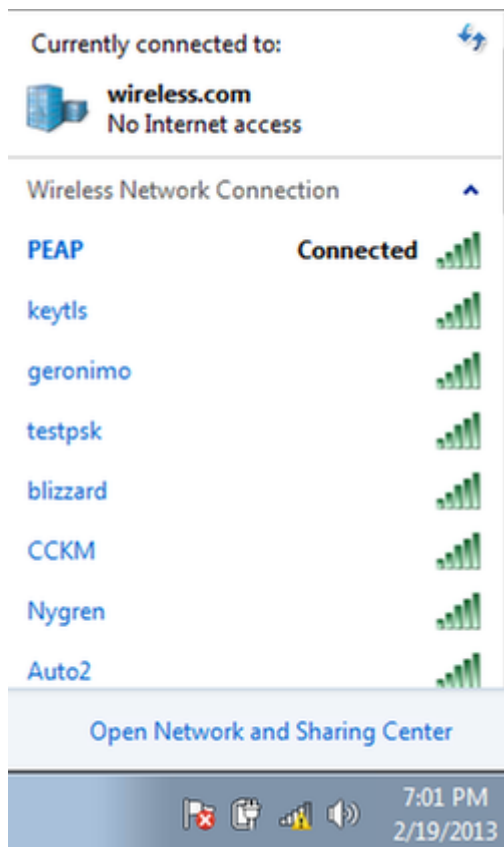 Currently connected to:
wireless.com
No Internet access
Wireless Network Connection
PEAP Connected
keytls
geronimo
testpsk
blizzard
CCKM
Nygren
Auto2
Open Network and Sharing Center
7:01 PM
2/19/2013